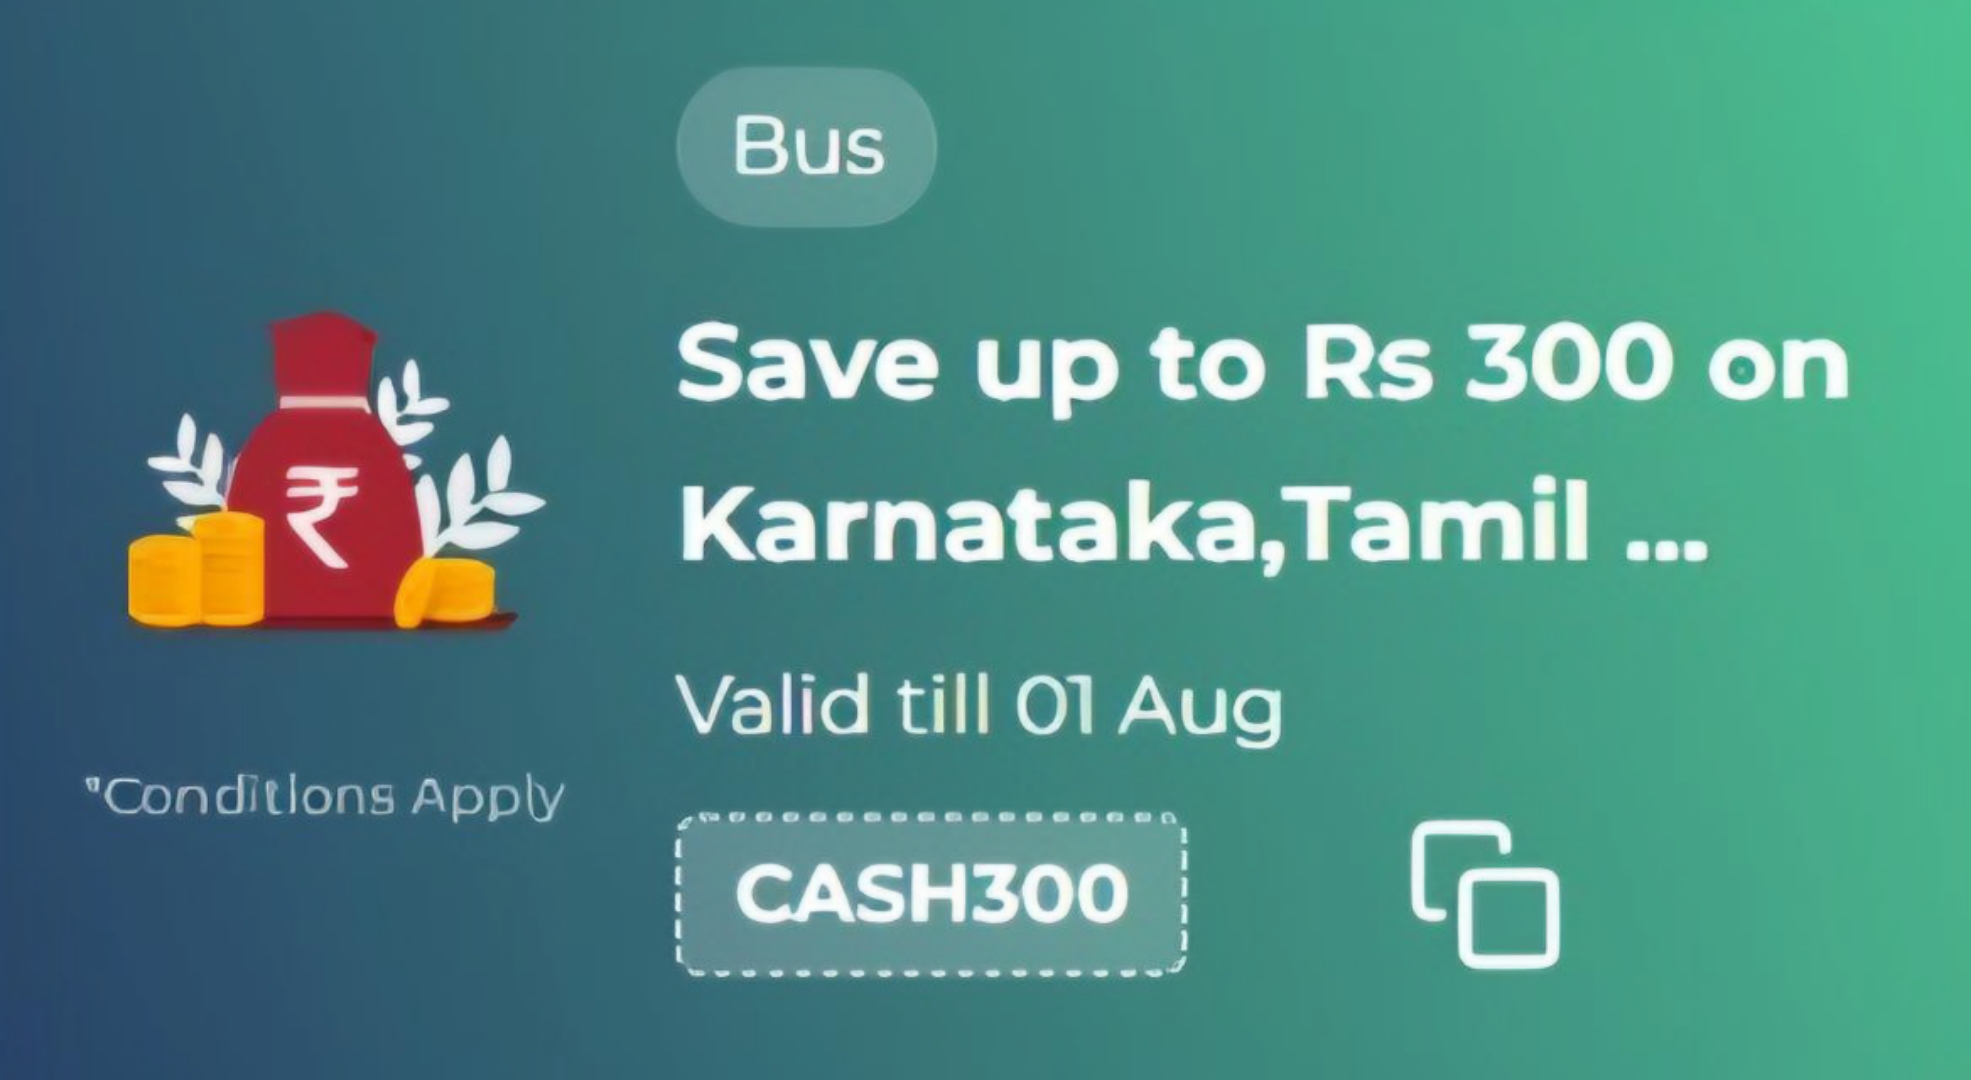 Bus
Save up to Rs 300 on
Karnataka,Tamil ...
Valid till 01 Aug
*Conditions Apply
CASH300
₹